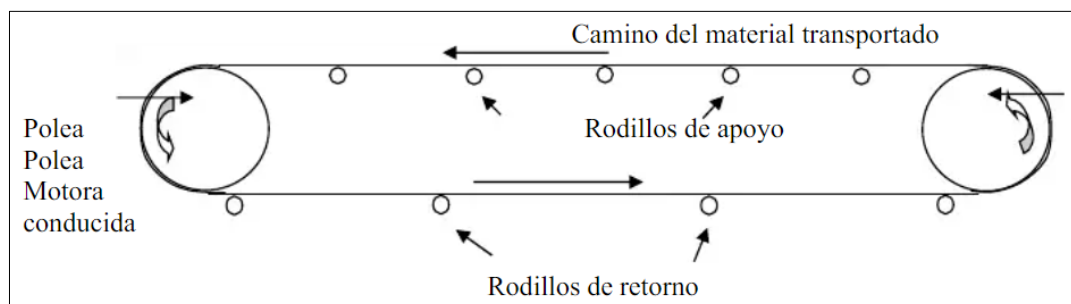 Camino del material transportado
Rodillos de apoyo
Polea
Polea
Motora
conducida
Rodillos de retorno